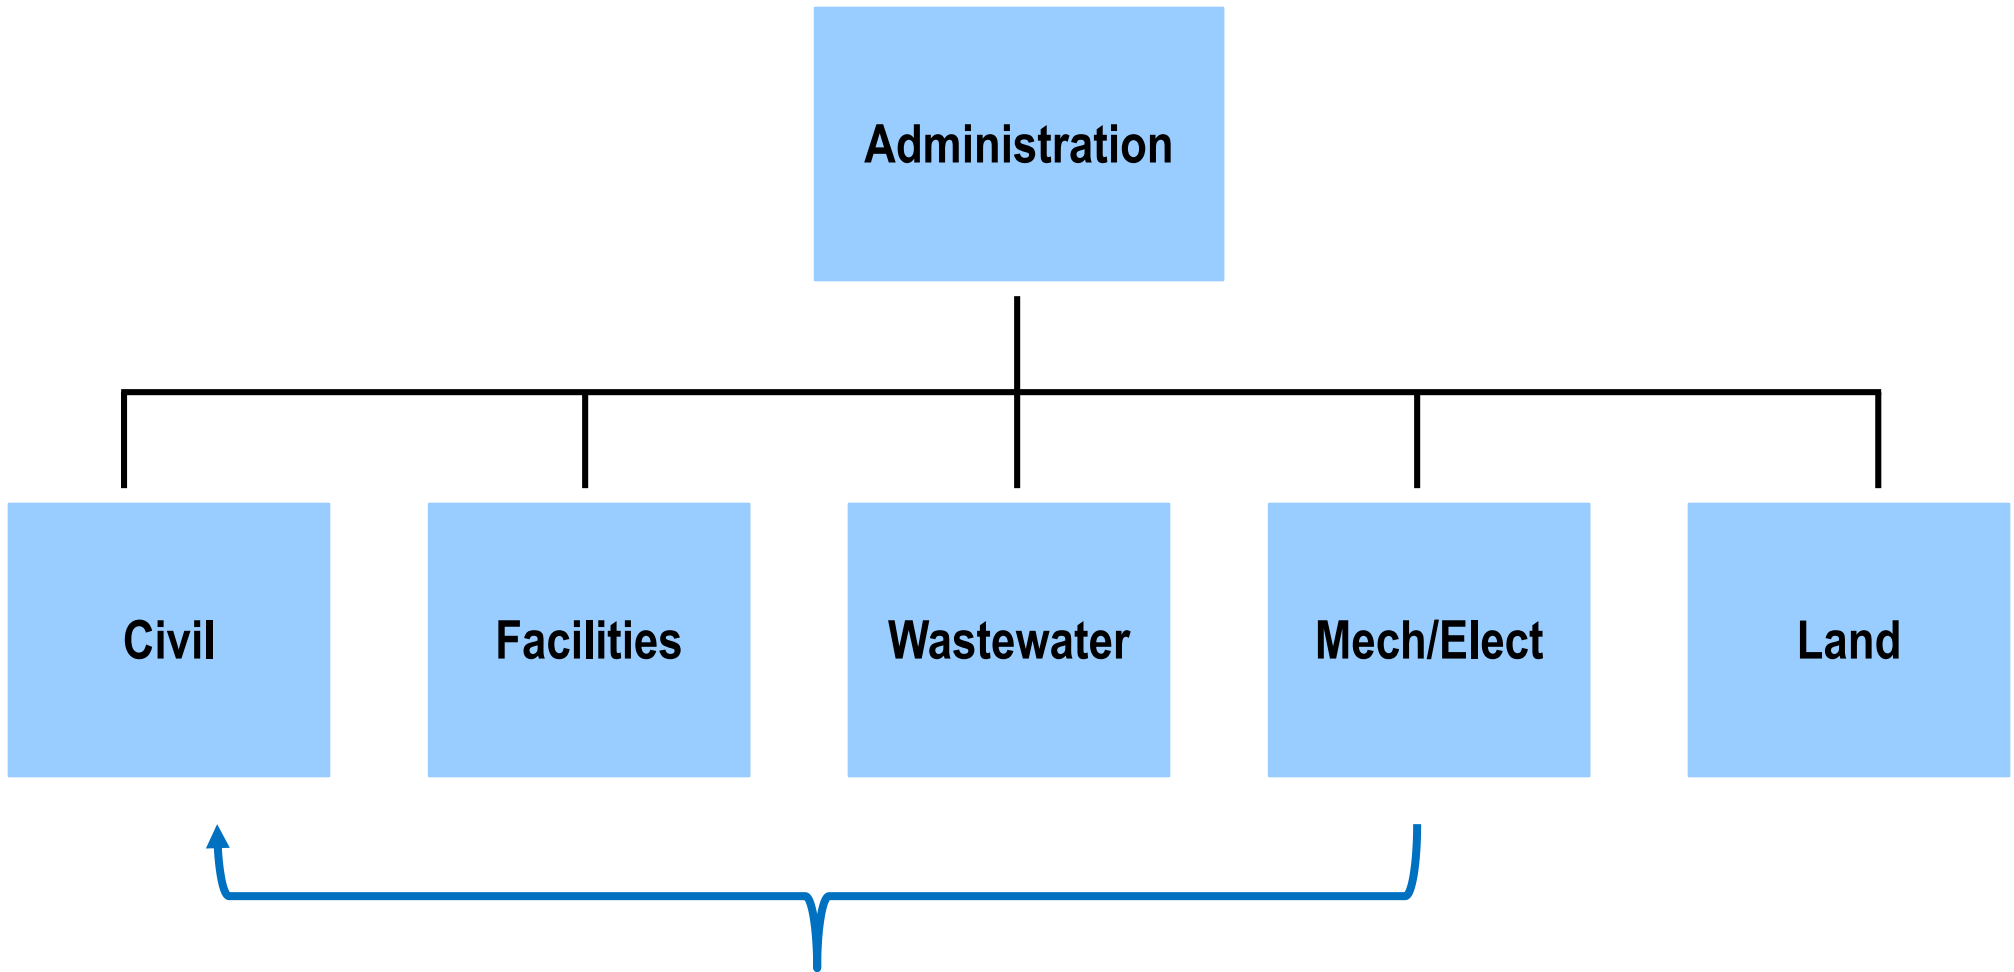 Administration
Civil
Facilities
Wastewater
Mech/Elect
Land